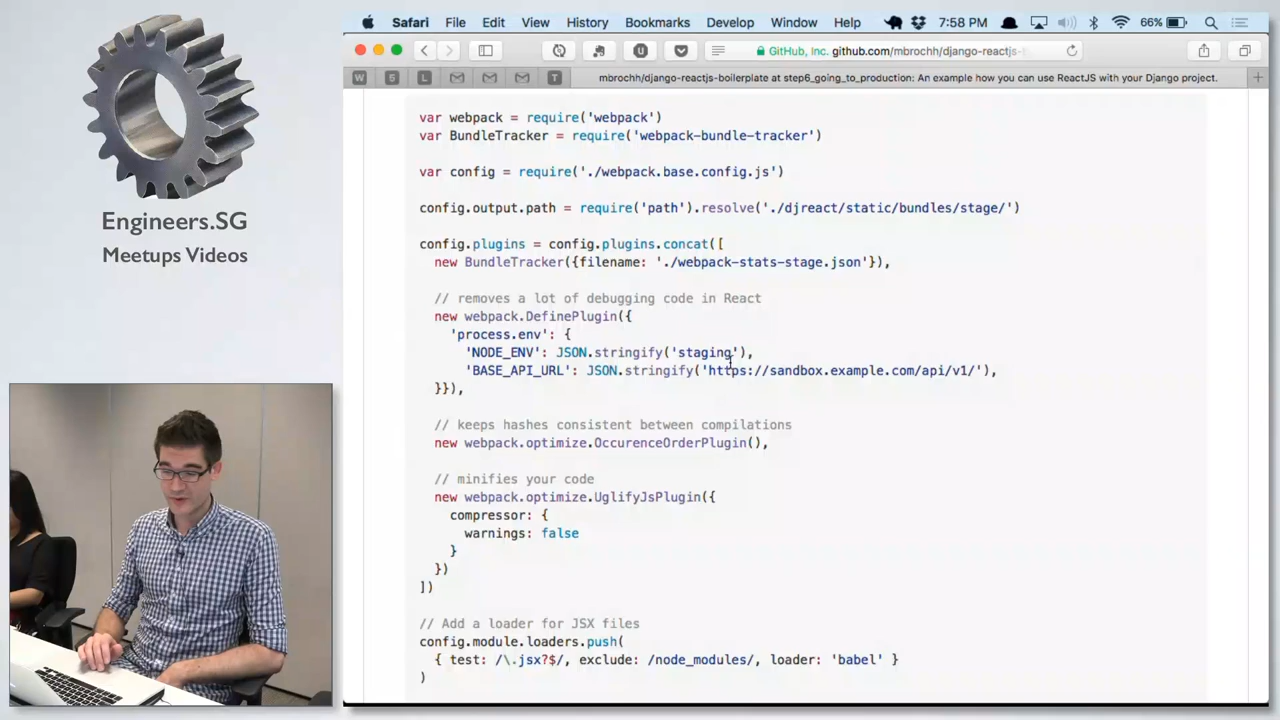 Engineers.SG
Meetups Videos
Safari File Edit View History Bookmarks Develop Window Help 7:58 PM 66%
GitHub, Inc. github.com/mbrochh/django-reactjs-
W 5 L T mbrochh/django-reactjs-boilerplate at step6_going_to_production: An example how you can use ReactJS with your Django project.
var webpack = require('webpack')
var BundleTracker = require('webpack-bundle-tracker')
var config = require('./webpack.base.config.js')
config.output.path = require('path').resolve('./djreact/static/bundles/stage/')
config.plugins = config.plugins.concat([
new BundleTracker({filename: './webpack-stats-stage.json'}),
// removes a lot of debugging code in React
new webpack.DefinePlugin({
'process.env': {
'NODE_ENV': JSON.stringify('staging'),
'BASE_API_URL': JSON.stringify('https://sandbox.example.com/api/v1/'),
}}),
// keeps hashes consistent between compilations
new webpack.optimize.OccurenceOrderPlugin(),
// minifies your code
new webpack.optimize.UglifyJsPlugin({
compressor: {
warnings: false
}
})
])
// Add a loader for JSX files
config.module.loaders.push(
{ test: /\.jsx?$/, exclude: /node_modules/, loader: 'babel' }
)